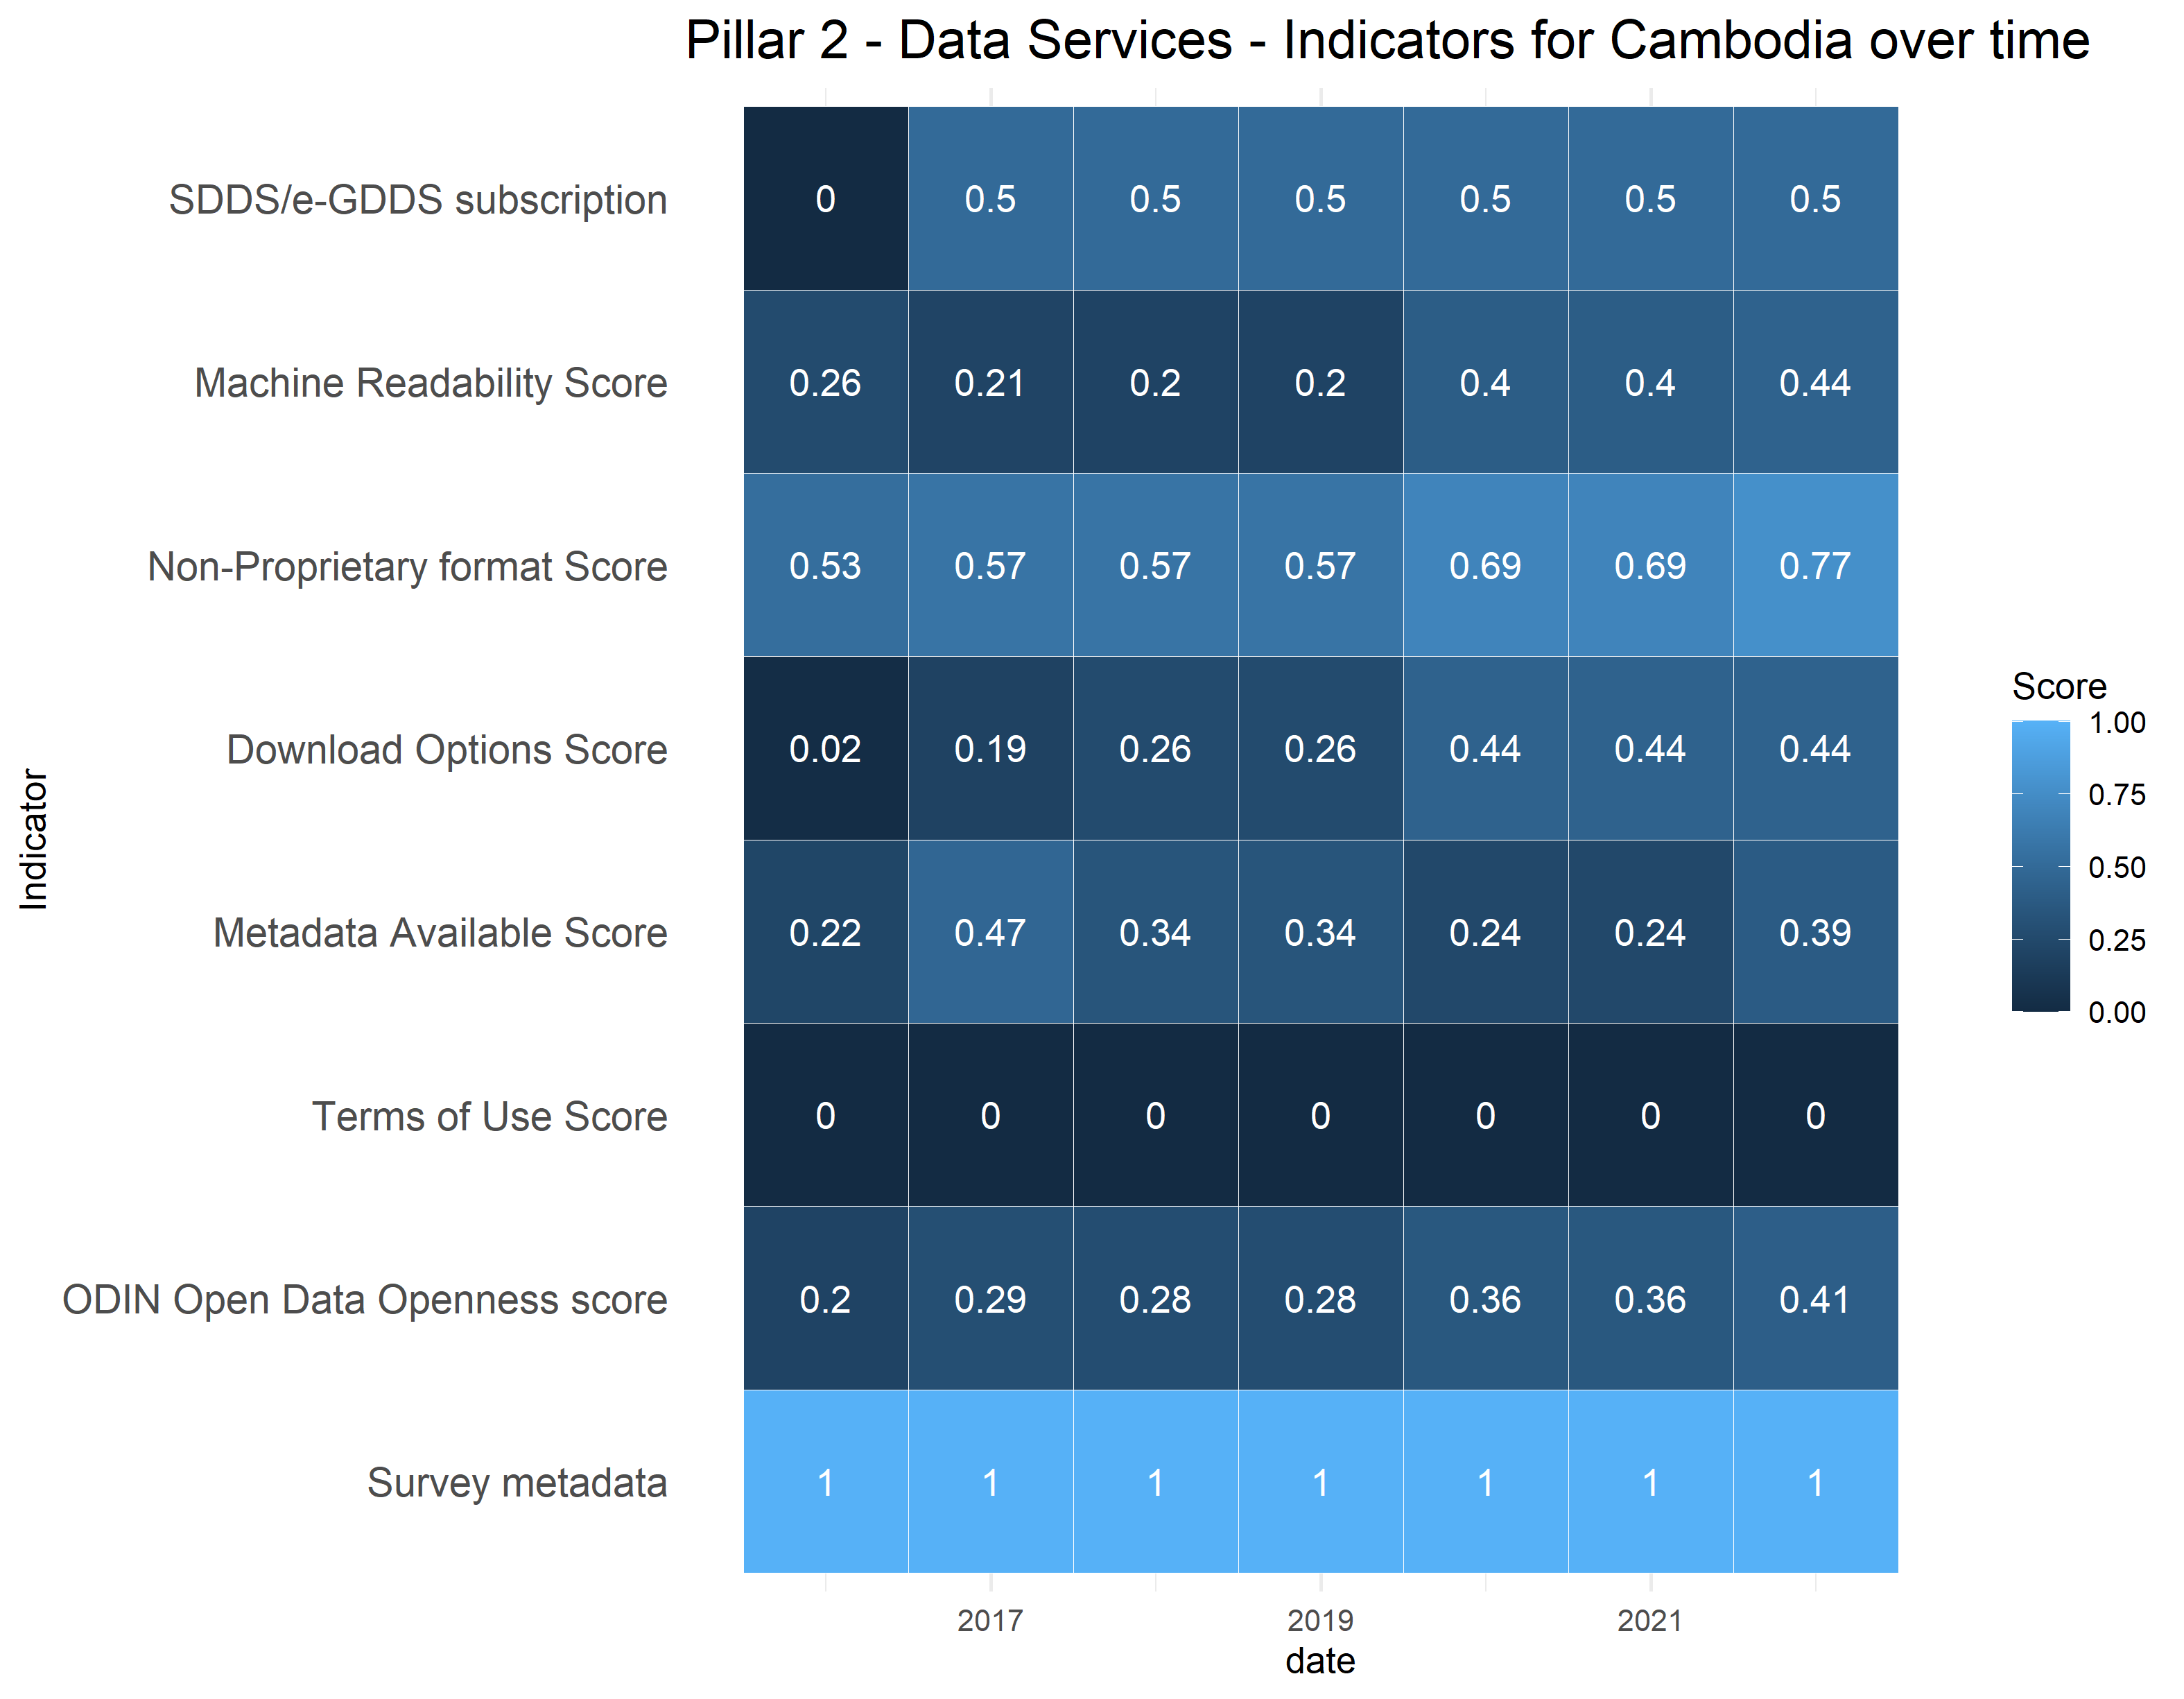 Pillar 2 - Data Services - Indicators for Cambodia over time
SDDS/e-GDDS subscription 0 0.5 0.5 0.5 0.5 0.5 0.5
Machine Readability Score 0.26 0.21 0.2 0.2 0.4 0.4 0.44
Non-Proprietary format Score 0.53 0.57 0.57 0.57 0.69 0.69 0.77
Download Options Score 0.02 0.19 0.26 0.26 0.44 0.44 0.44
Metadata Available Score 0.22 0.47 0.34 0.34 0.24 0.24 0.39
Terms of Use Score 0 0 0 0 0 0 0
ODIN Open Data Openness score 0.2 0.29 0.28 0.28 0.36 0.36 0.41
Survey metadata 1 1 1 1 1 1 1
Indicator
2017 2019 2021
date
Score
1.00
0.75
0.50
0.25
0.00